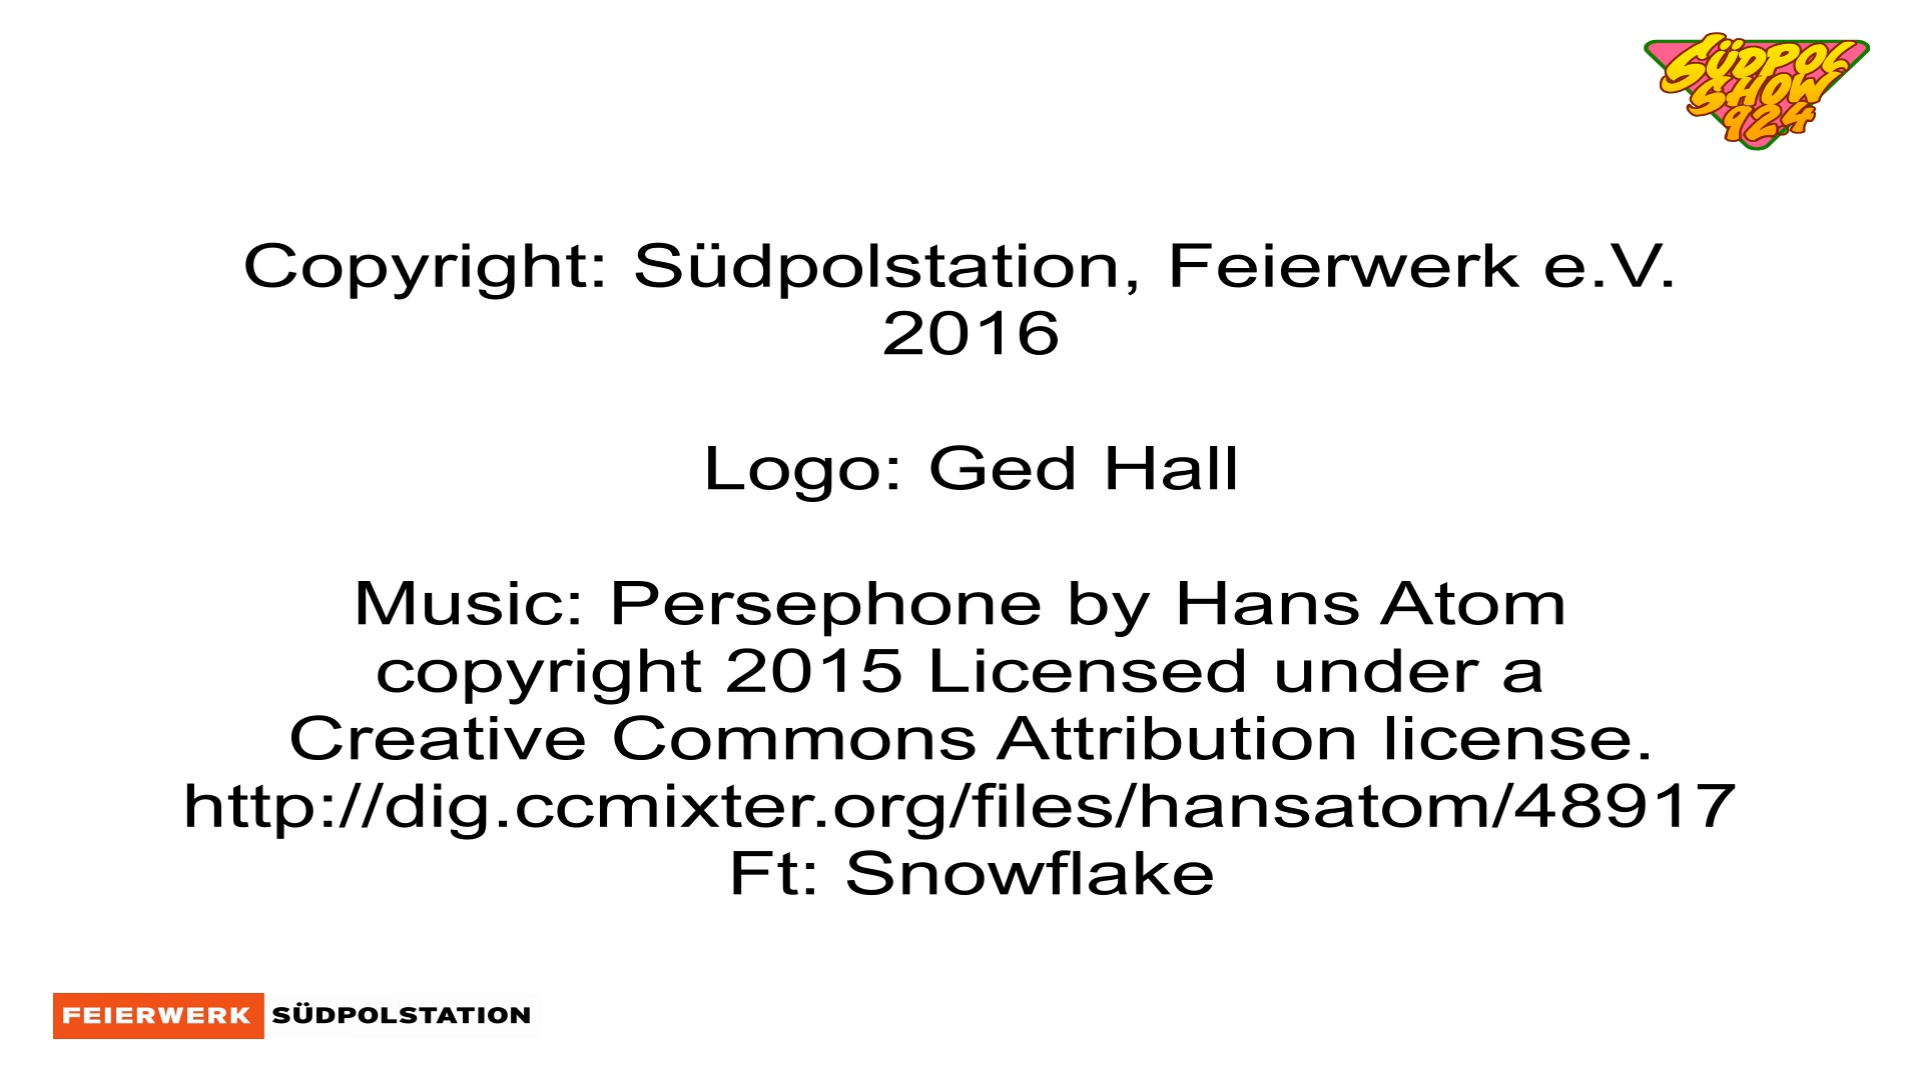 SÜDPOL
SHOW
92.4
Copyright: Südpolstation, Feierwerk e.V.
2016
Logo: Ged Hall
Music: Persephone by Hans Atom
copyright 2015 Licensed under a
Creative Commons Attribution license.
http://dig.ccmixter.org/files/hansatom/48917
Ft: Snowflake
FEIERWERK SÜDPOLSTATION